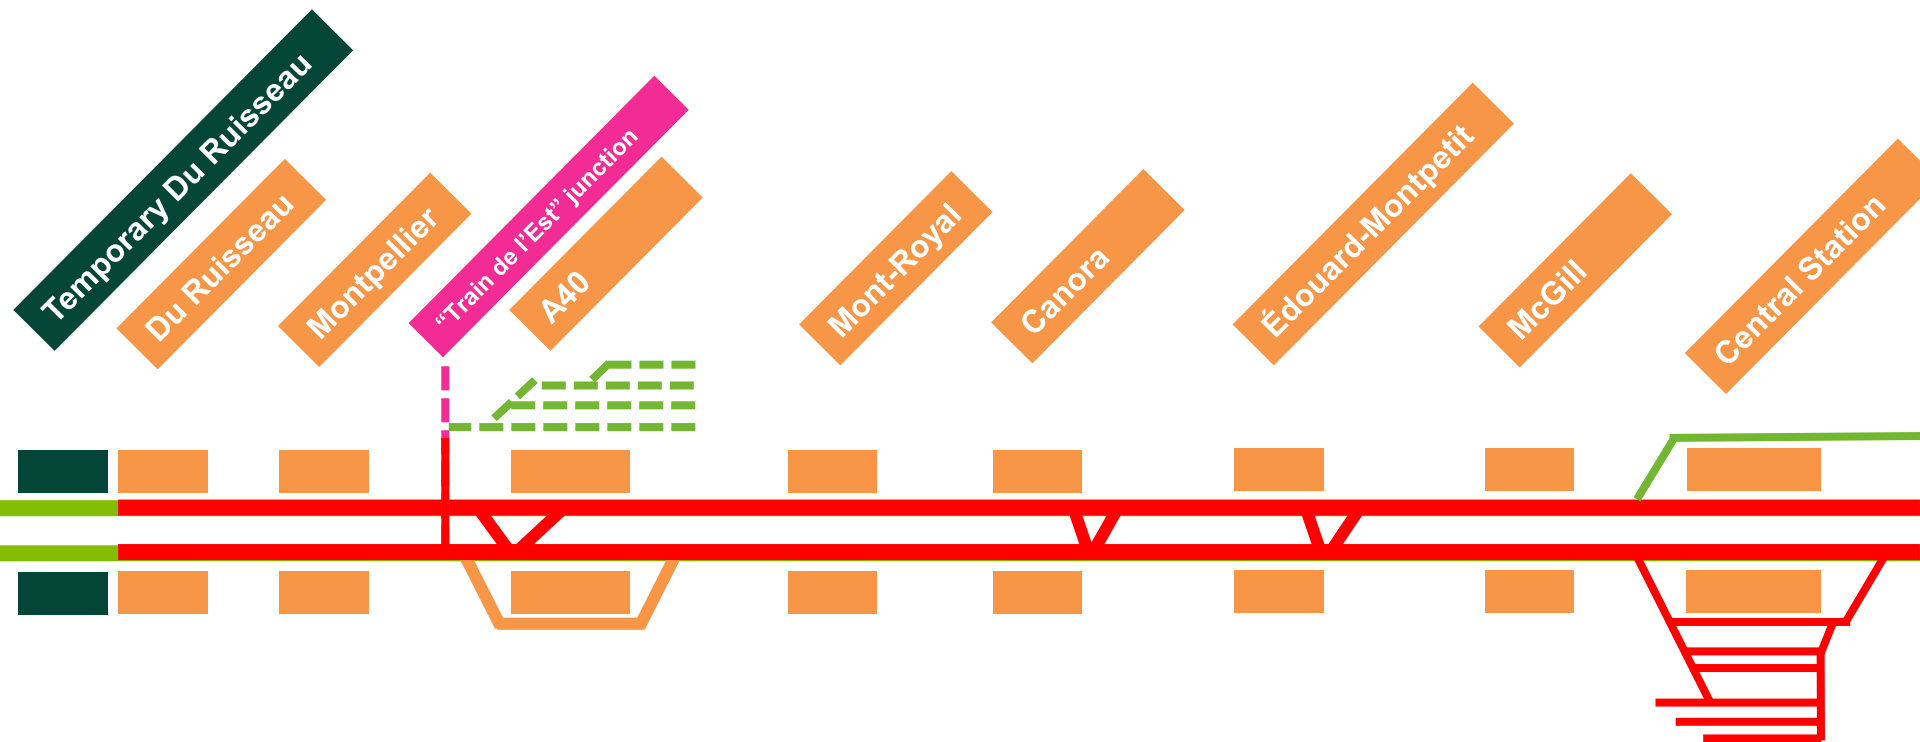 Temporary Du Ruisseau
Du Ruisseau
Montpellier
“Train de l’Est” junction
A40
Mont-Royal
Canora
Édouard-Montpetit
McGill
Central Station